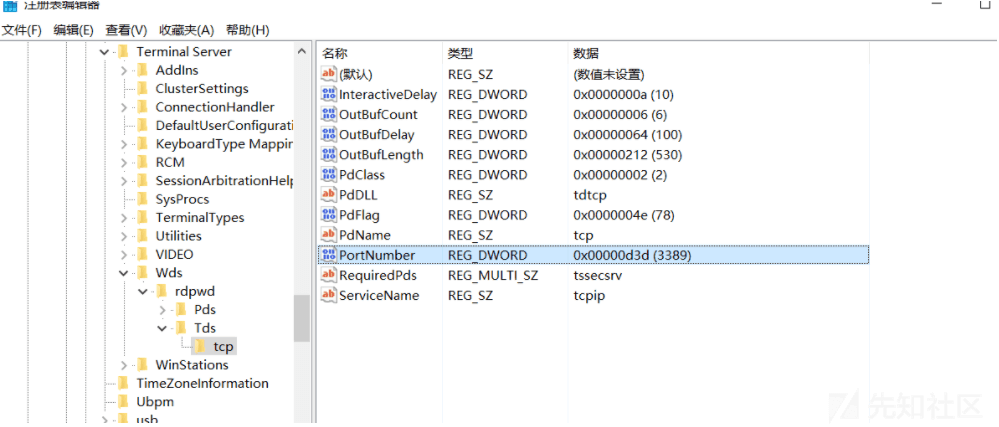 注册表编辑器
文件(F) 编辑(E) 查看(V) 收藏夹(A) 帮助(H)
Terminal Server
AddIns
ClusterSettings
ConnectionHandler
DefaultUserConfigurati
KeyboardType Mappin
RCM
SessionArbitrationHelp
SysProcs
TerminalTypes
Utilities
VIDEO
Wds
rdpwd
Pds
Tds
tcp
WinStations
TimeZoneInformation
Ubpm
usb
名称 类型 数据
(默认) REG_SZ (数值未设置)
InteractiveDelay REG_DWORD 0x0000000a (10)
OutBufCount REG_DWORD 0x00000006 (6)
OutBufDelay REG_DWORD 0x00000064 (100)
OutBufLength REG_DWORD 0x00000212 (530)
PdClass REG_DWORD 0x00000002 (2)
PdDLL REG_SZ tdtcp
PdFlag REG_DWORD 0x0000004e (78)
PdName REG_SZ tcp
PortNumber REG_DWORD 0x00000d3d (3389)
RequiredPds REG_MULTI_SZ tssecsrv
ServiceName REG_SZ tcpip
先知社区